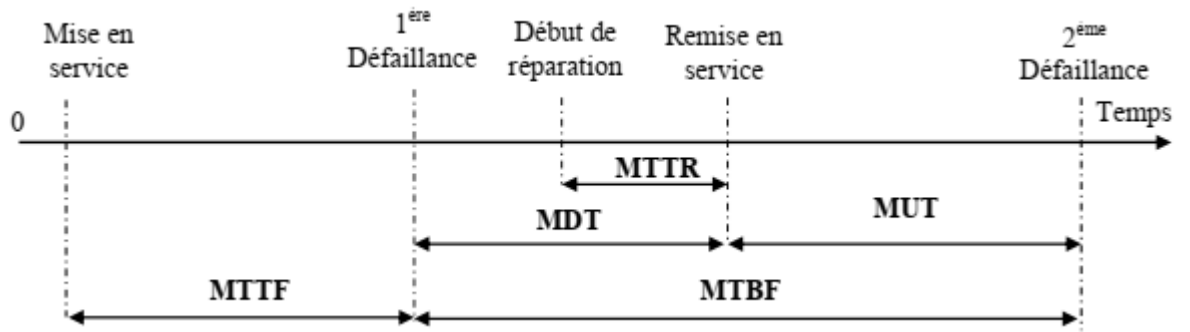 Mise en
service
1ère
Défaillance
Début de
réparation
Remise en
service
2ème
Défaillance
0
Temps
MTTR
MDT
MUT
MTTF
MTBF